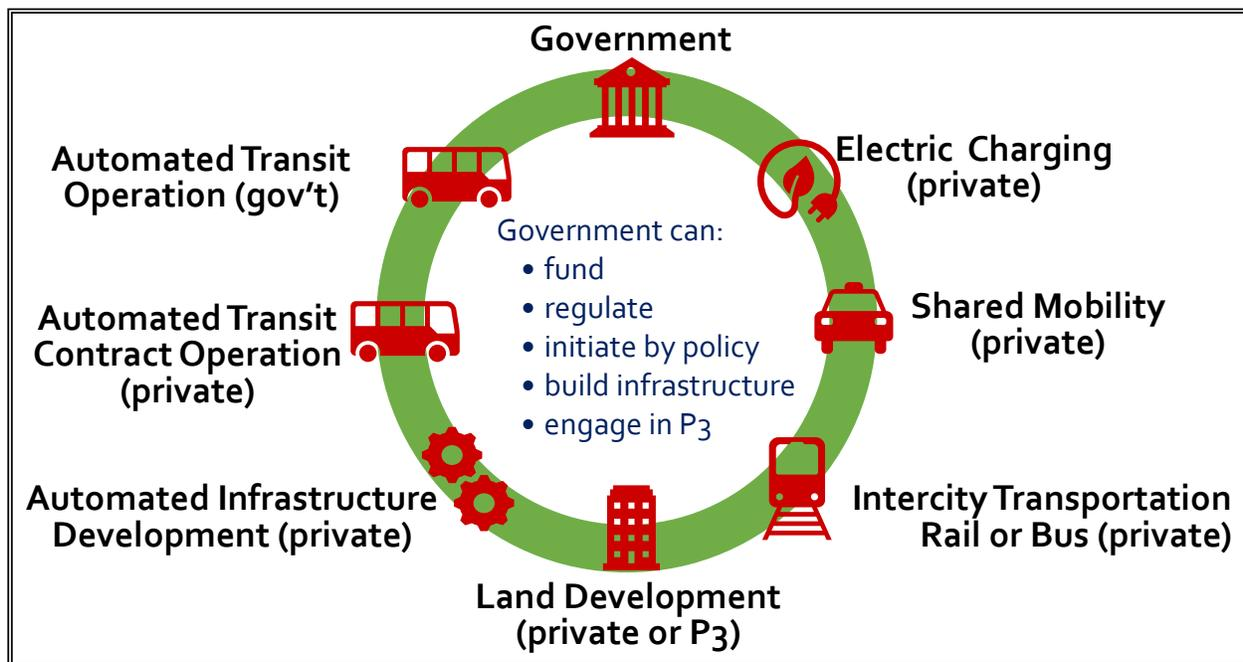 Government
Electric Charging
(private)
Shared Mobility
(private)
Intercity Transportation
Rail or Bus (private)
Land Development
(private or P3)
Automated Infrastructure
Development (private)
Automated Transit
Contract Operation
(private)
Automated Transit
Operation (gov't)
Government can:
• fund
• regulate
• initiate by policy
• build infrastructure
• engage in P3